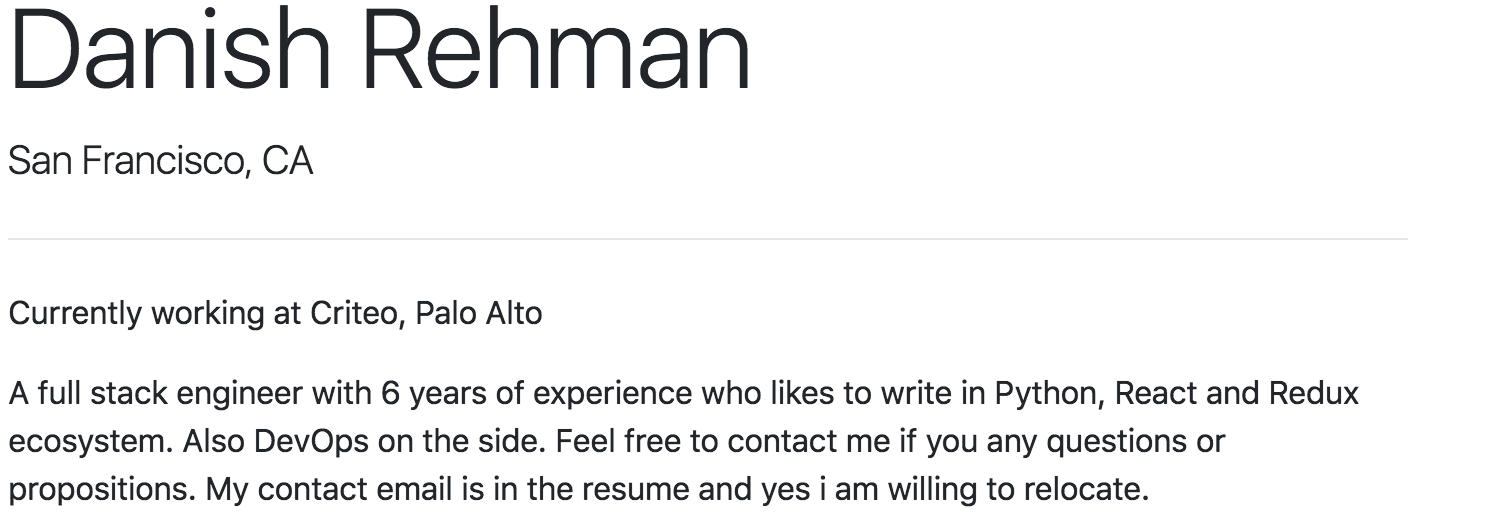 Danish Rehman
San Francisco, CA
Currently working at Criteo, Palo Alto
A full stack engineer with 6 years of experience who likes to write in Python, React and Redux
ecosystem. Also DevOps on the side. Feel free to contact me if you any questions or
propositions. My contact email is in the resume and yes i am willing to relocate.